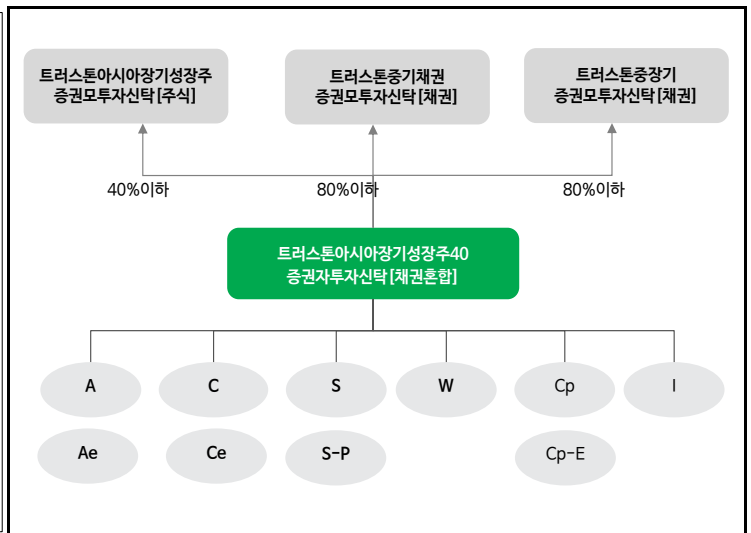 트러스톤아시아장기성장주
증권모투자신탁[주식]
트러스톤중기채권
증권모투자신탁[채권]
트러스톤중장기
증권모투자신탁[채권]
40%이하
80%이하
80%이하
트러스톤아시아장기성장주40
증권자투자신탁[채권혼합]
A
C
S
W
Cp
I
Ae
Ce
S-P
Cp-E